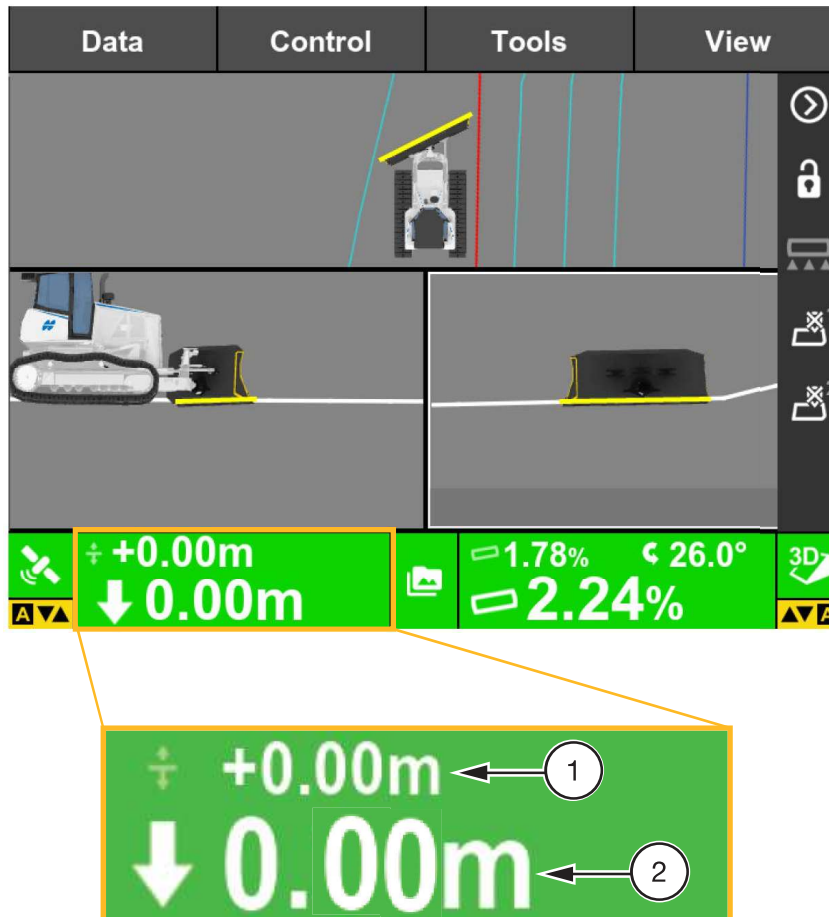 Data Control Tools View
+0.00m
0.00m
1.78% 26.0°
2.24%
3D
A
A
+0.00m
1
0.00m
2